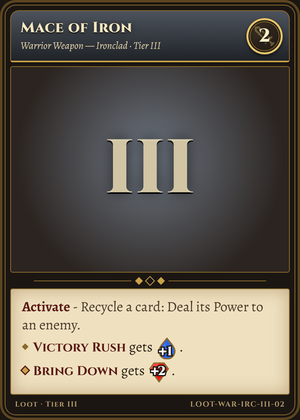 Mace of Iron
Warrior Weapon — Ironclad · Tier III
2
III
Activate - Recycle a card: Deal its Power to
an enemy.
Victory Rush gets +1 .
Bring Down gets +2 .
Loot · Tier III
LOOT-WAR-IRC-III-02